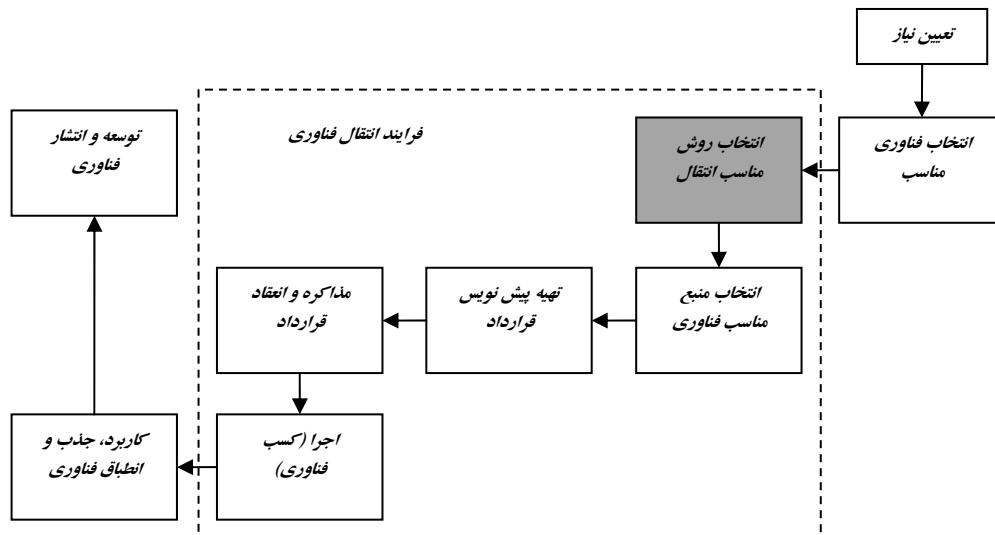 تعیین نیاز
انتخاب فناوری
مناسب
انتخاب روش
مناسب انتقال
فرایند انتقال فناوری
توسعه و انتشار
فناوری
انتخاب منبع
مناسب فناوری
تهیه پیش نویس
قرارداد
مذاکره و انعقاد
قرارداد
اجرا (کسب
فناوری)
کاربرد، جذب و
انطباق فناوری